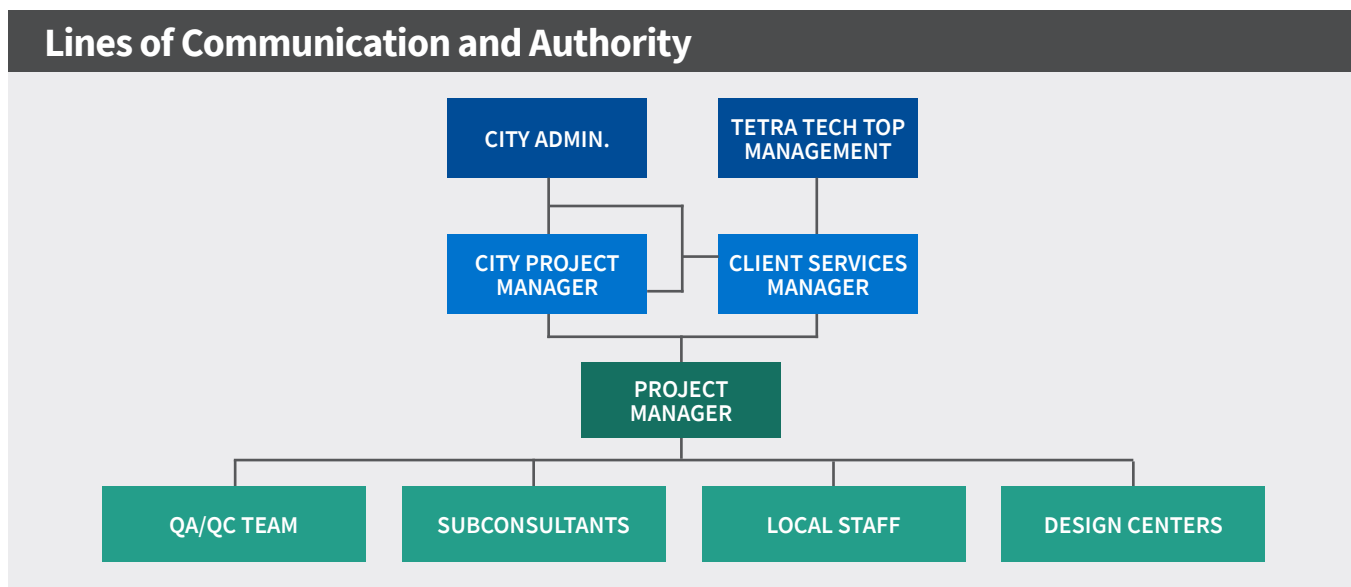 Lines of Communication and Authority
CITY ADMIN.
TETRA TECH TOP
MANAGEMENT
CITY PROJECT
MANAGER
CLIENT SERVICES
MANAGER
PROJECT
MANAGER
QA/QC TEAM
SUBCONSULTANTS
LOCAL STAFF
DESIGN CENTERS